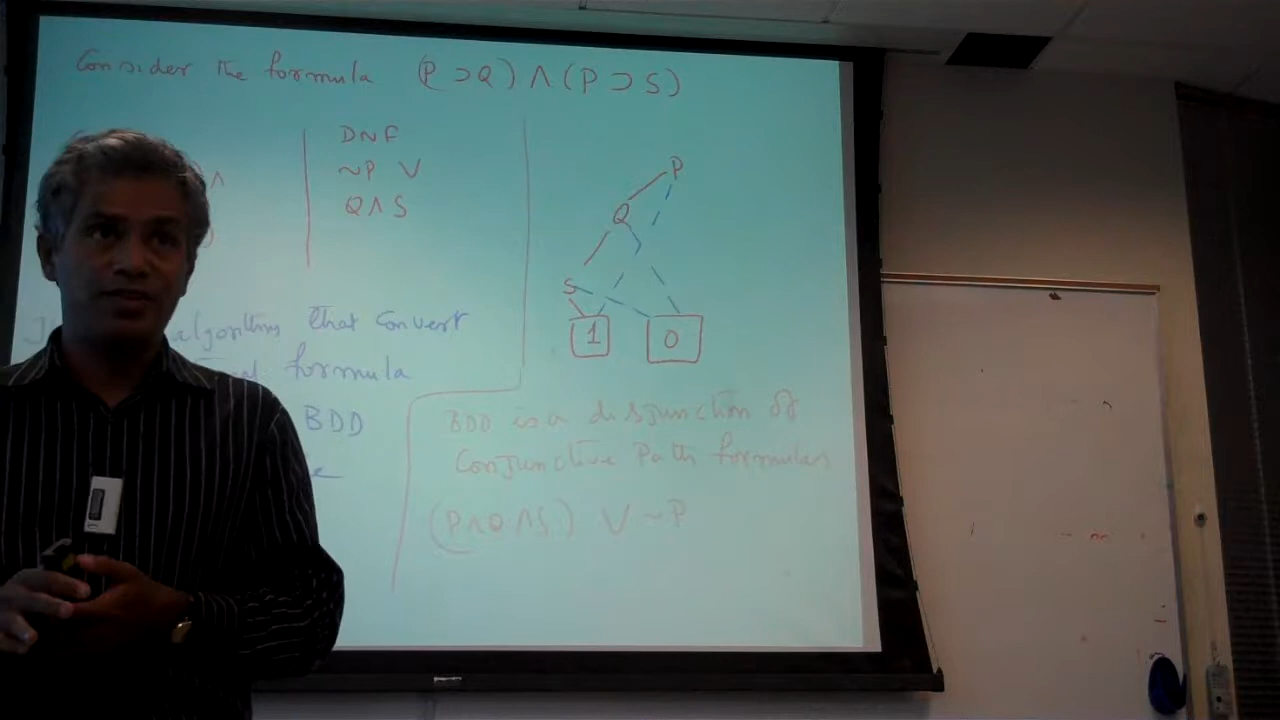 Consider the formula (P ⊃ Q) ∧ (P ⊃ S)
∧
)
DNF
~P ∨
Q ∧ S
P
Q
S
1 0
algorithms that convert
formula
BDD
BDD is a disjunction of
Conjunctive Path formulas
(P ∧ Q ∧ S) ∨ ~P